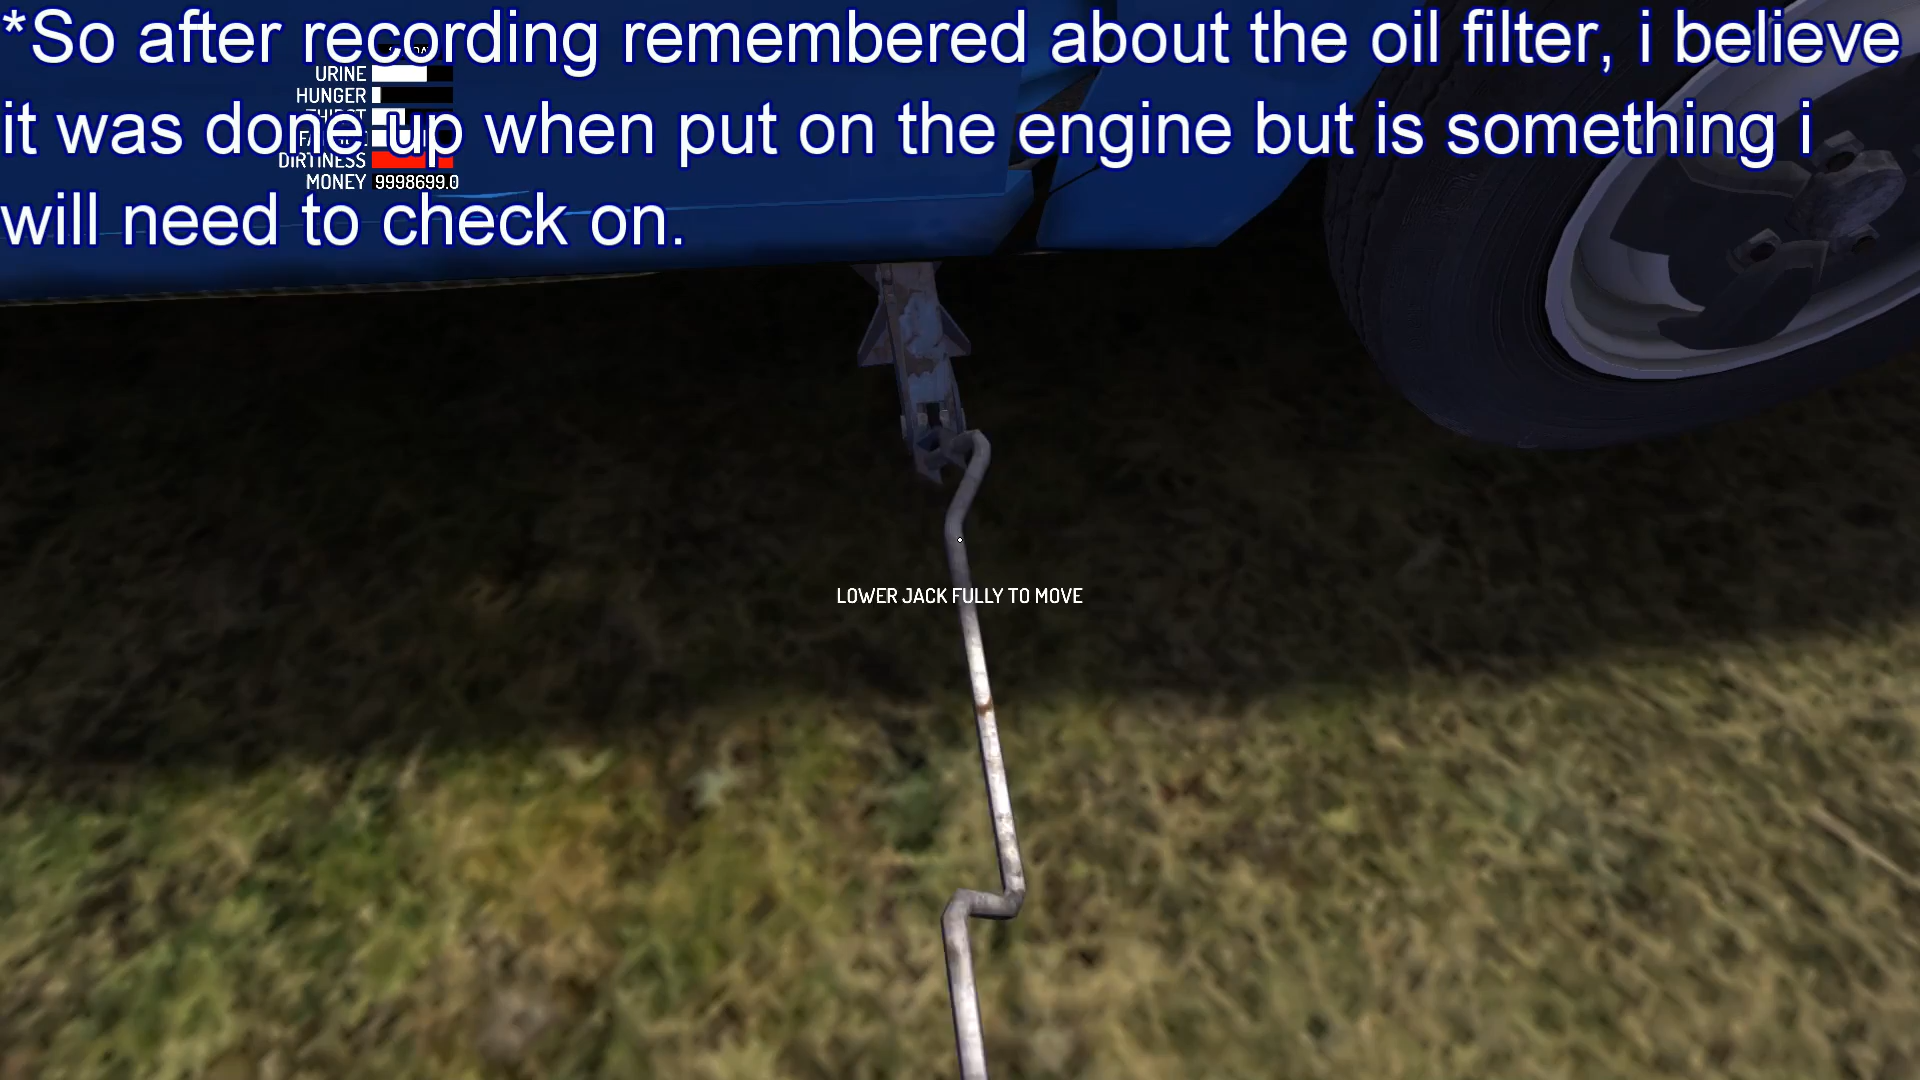 *So after recording remembered about the oil filter, i believe
it was done up when put on the engine but is something i
will need to check on.
URINE
HUNGER
THIRST
DIRTINESS
MONEY 9998699.0
LOWER JACK FULLY TO MOVE